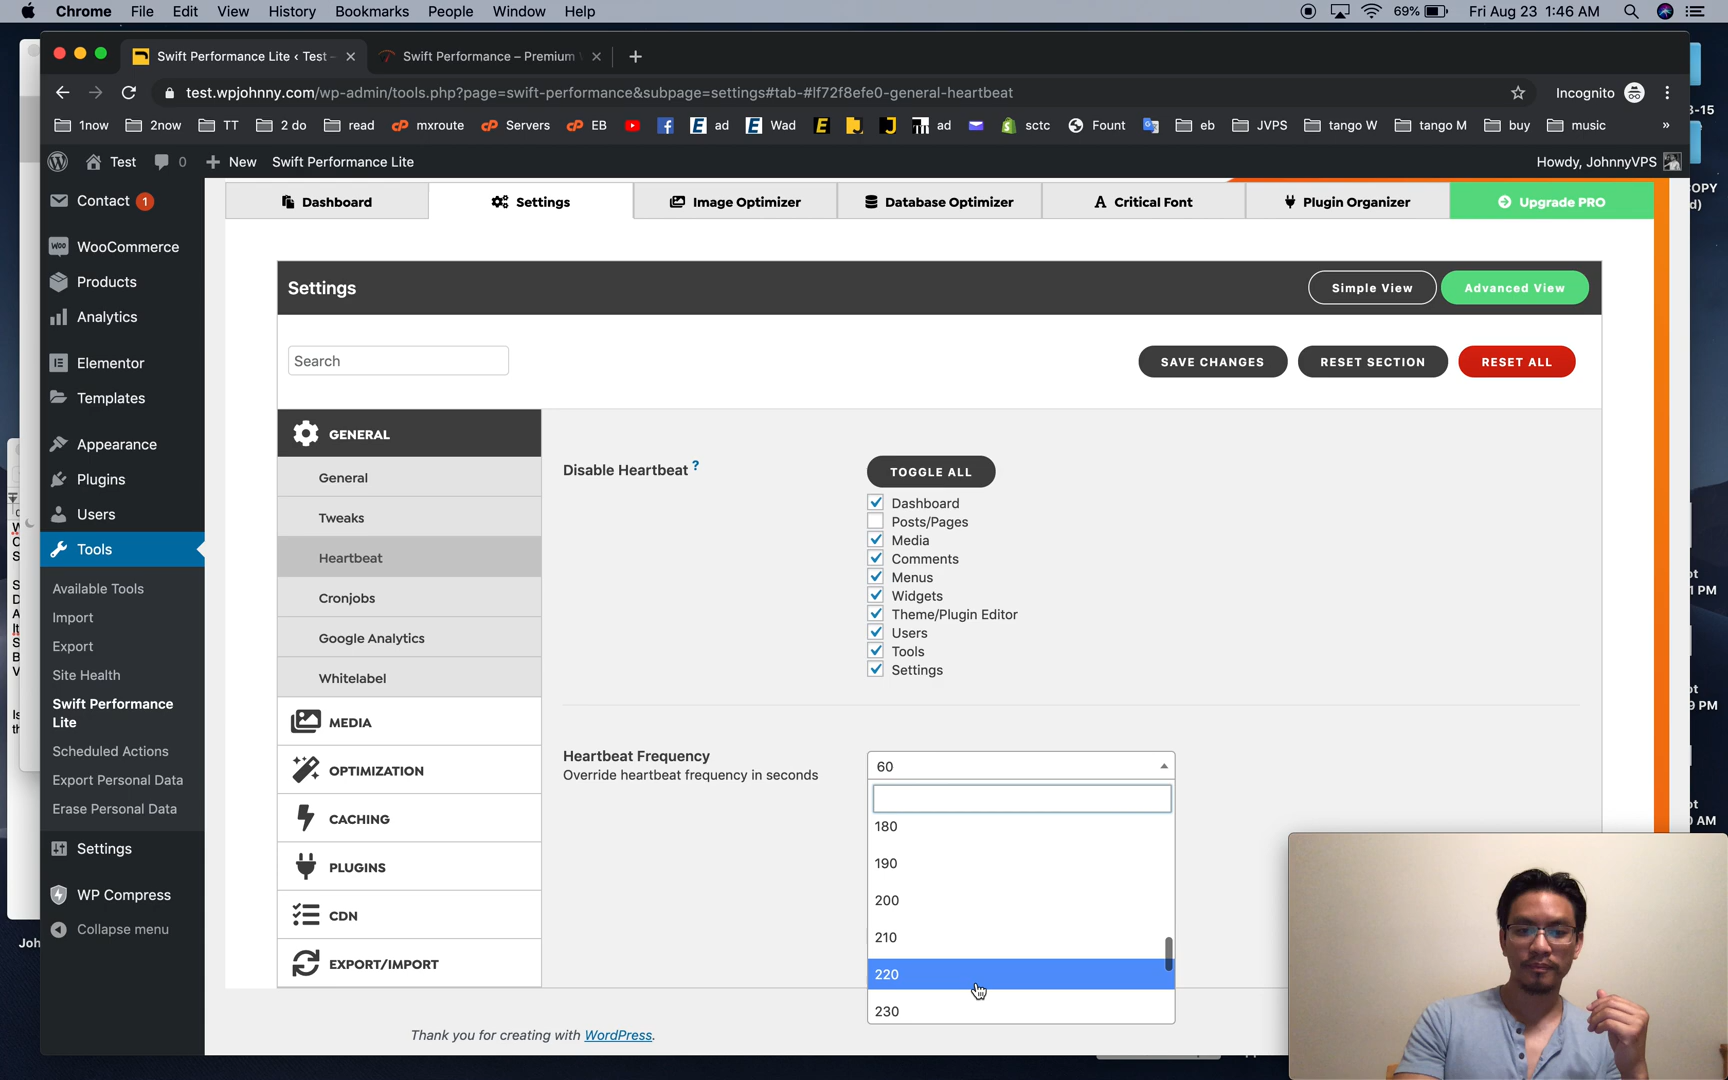 Chrome File Edit View History Bookmarks People Window Help 69% Fri Aug 23 1:46 AM
Swift Performance Lite ‹ Test – Swift Performance – Premium
test.wpjohnny.com/wp-admin/tools.php?page=swift-performance&subpage=settings#tab-#lf72f8efe0-general-heartbeat Incognito
1now 2now TT 2 do read mxroute Servers EB ad Wad ad sctc Fount eb JVPS tango W tango M buy music »
Test 0 New Swift Performance Lite Howdy, JohnnyVPS
Contact 1
WooCommerce
Products
Analytics
Elementor
Templates
Appearance
Plugins
Users
Tools
Available Tools
Import
Export
Site Health
Swift Performance
Lite
Scheduled Actions
Export Personal Data
Erase Personal Data
Settings
WP Compress
Collapse menu
Dashboard Settings Image Optimizer Database Optimizer Critical Font Plugin Organizer Upgrade PRO
Settings Simple View Advanced View
Search SAVE CHANGES RESET SECTION RESET ALL
GENERAL
General
Tweaks
Heartbeat
Cronjobs
Google Analytics
Whitelabel
MEDIA
OPTIMIZATION
CACHING
PLUGINS
CDN
EXPORT/IMPORT
Disable Heartbeat ? TOGGLE ALL
Dashboard
Posts/Pages
Media
Comments
Menus
Widgets
Theme/Plugin Editor
Users
Tools
Settings
Heartbeat Frequency
Override heartbeat frequency in seconds
60
180
190
200
210
220
230
Thank you for creating with WordPress.